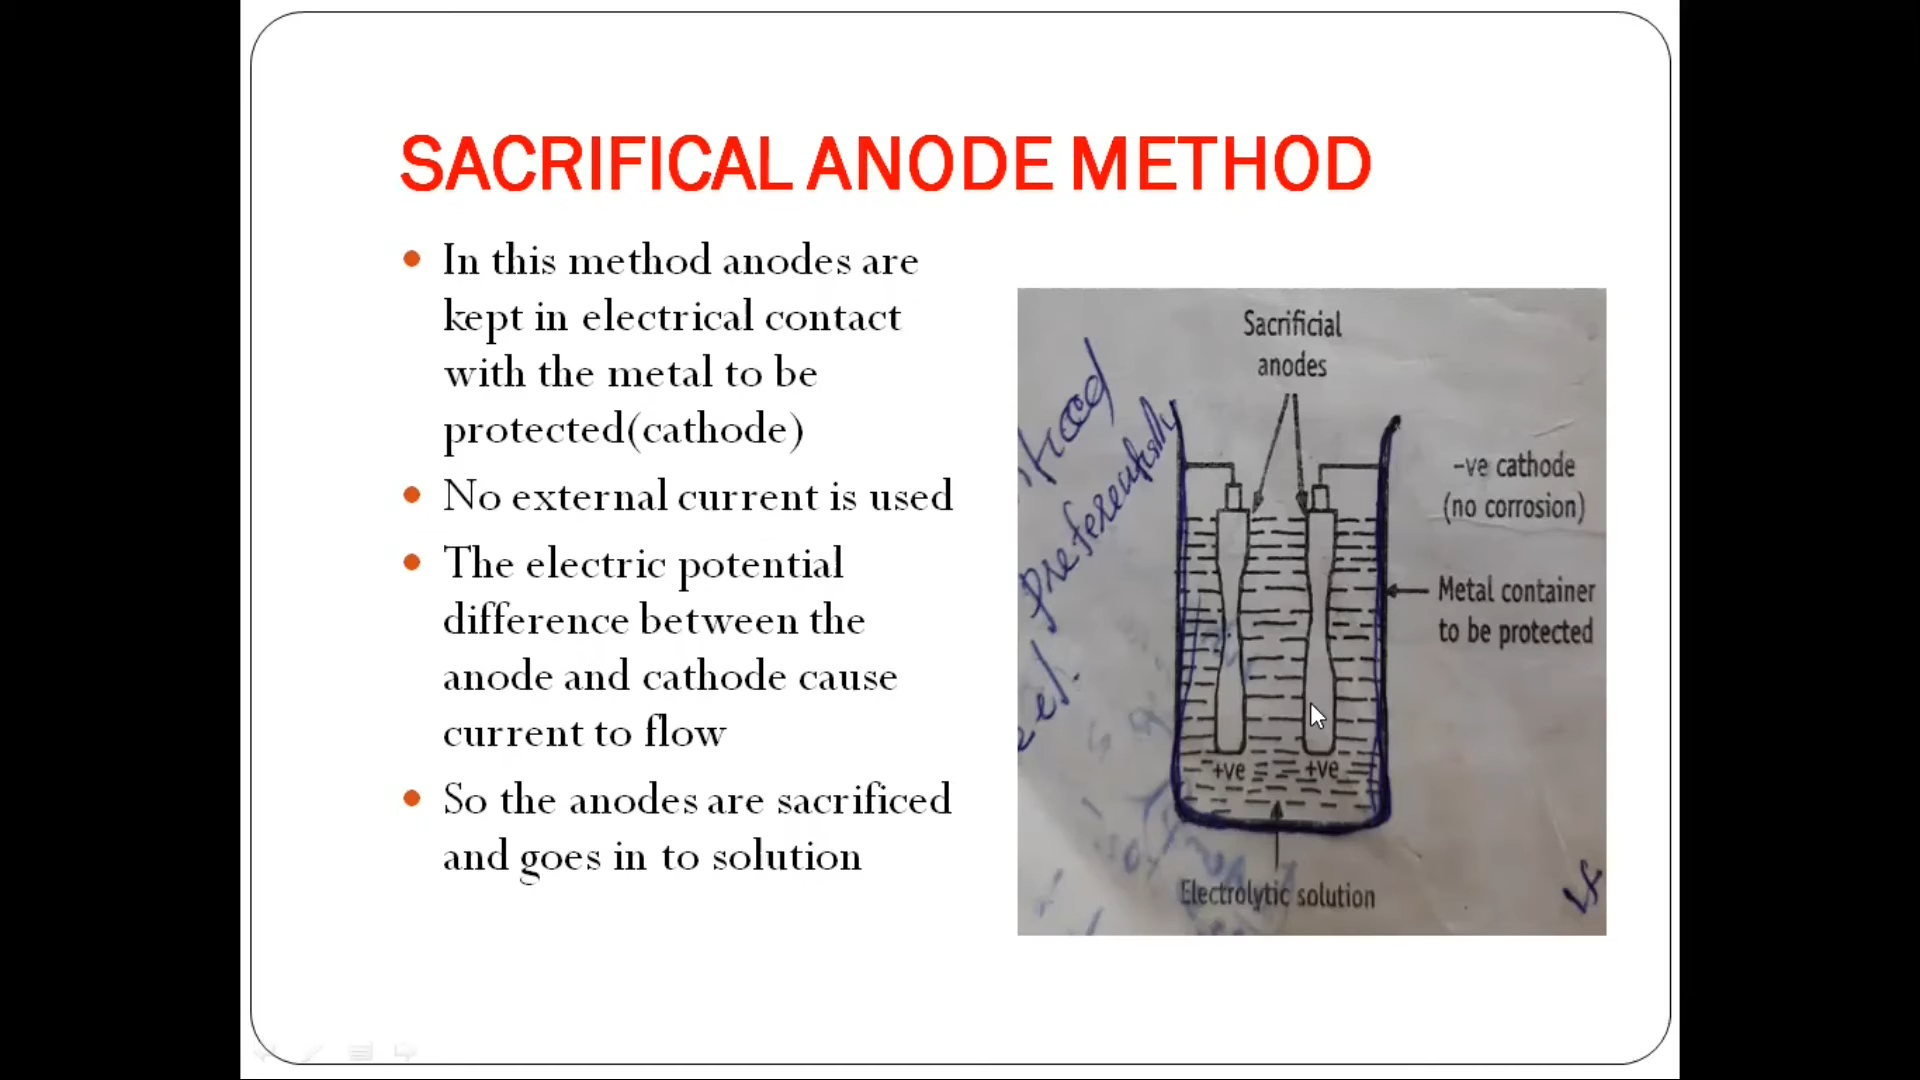 SACRIFICAL ANODE METHOD
In this method anodes are
kept in electrical contact
with the metal to be
protected(cathode)
No external current is used
The electric potential
difference between the
anode and cathode cause
current to flow
So the anodes are sacrificed
and goes in to solution
Sacrificial
anodes
-ve cathode
(no corrosion)
Metal container
to be protected
+ve +ve
Electrolytic solution
preferentially